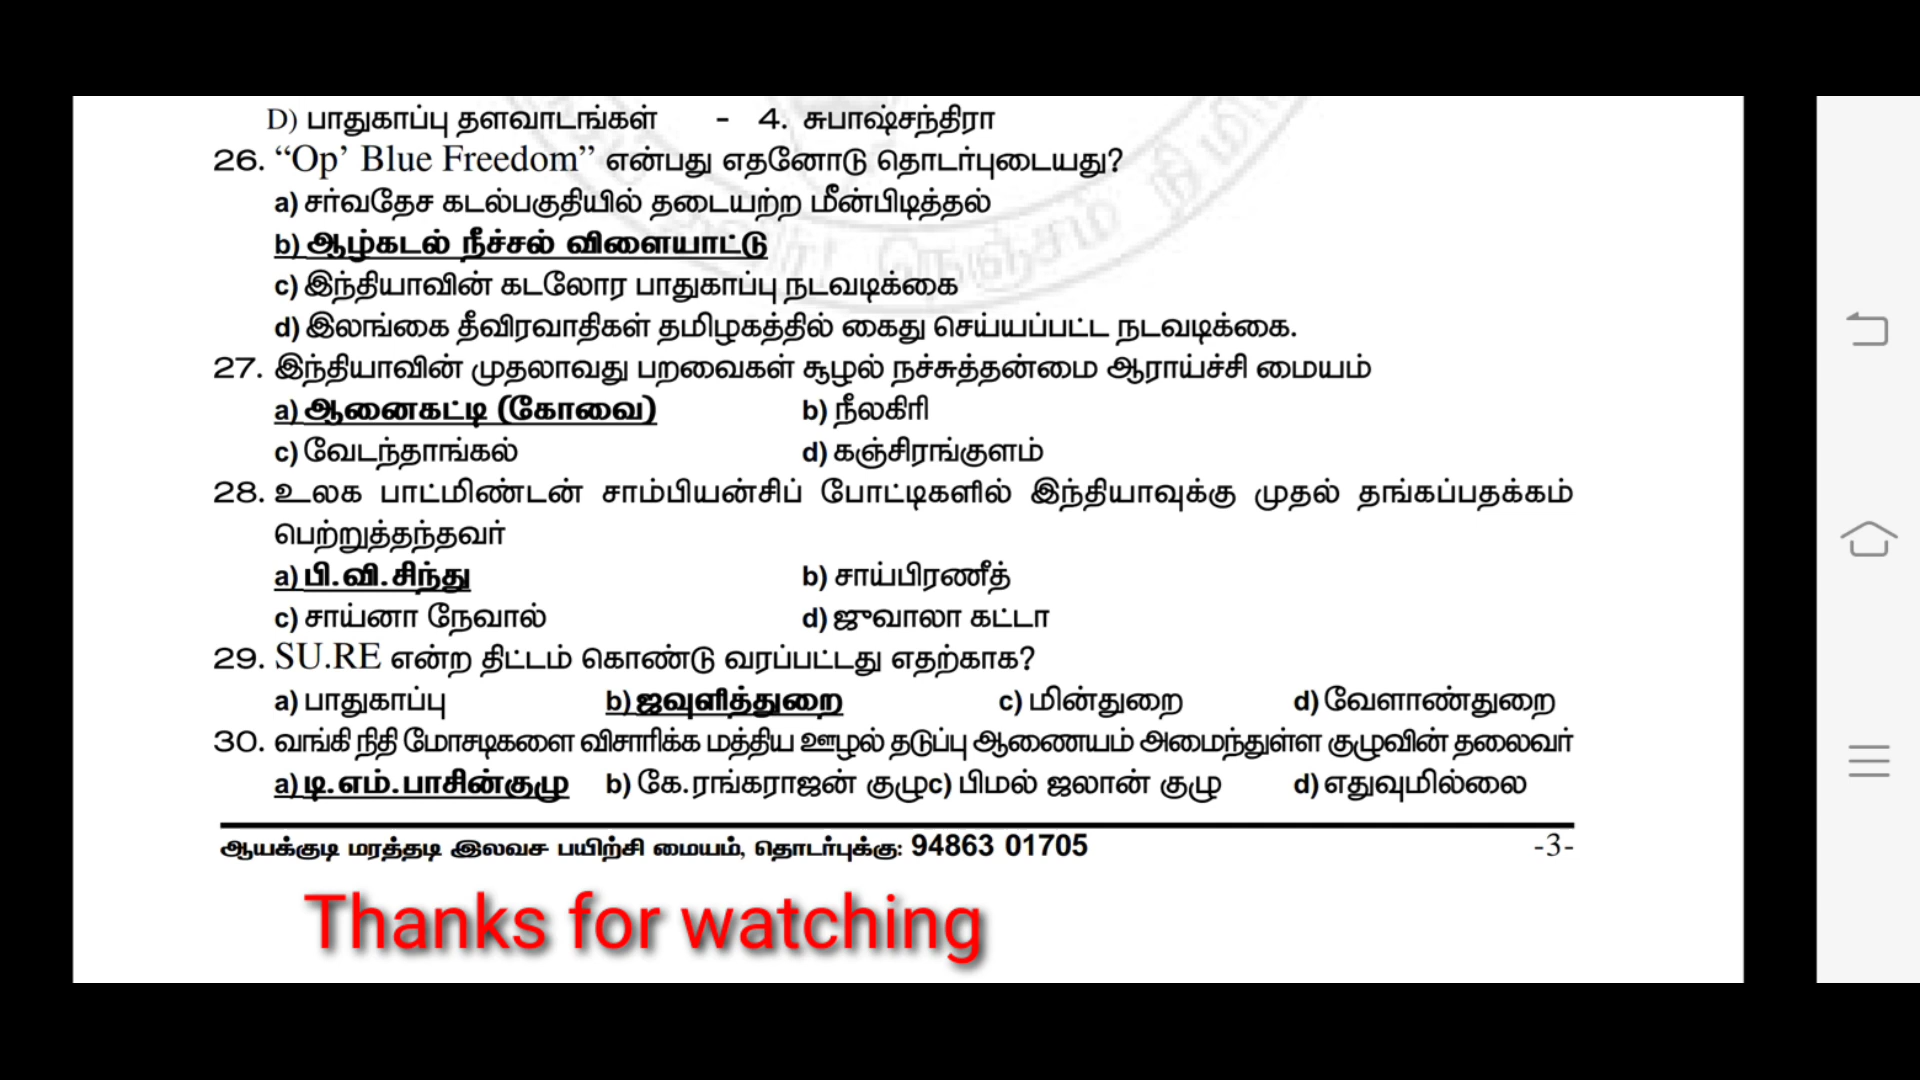 D) பாதுகாப்பு தளவாடங்கள் - 4. சுபாஷ்சந்திரா
26. “Op’ Blue Freedom” என்பது எதனோடு தொடர்புடையது?
a) சர்வதேச கடல்பகுதியில் தடையற்ற மீன்பிடித்தல்
b) ஆழ்கடல் நீச்சல் விளையாட்டு
c) இந்தியாவின் கடலோர பாதுகாப்பு நடவடிக்கை
d) இலங்கை தீவிரவாதிகள் தமிழகத்தில் கைது செய்யப்பட்ட நடவடிக்கை.
27. இந்தியாவின் முதலாவது பறவைகள் சூழல் நச்சுத்தன்மை ஆராய்ச்சி மையம்
a) ஆனைகட்டி (கோவை) b) நீலகிரி
c) வேடந்தாங்கல் d) கஞ்சிரங்குளம்
28. உலக பாட்மிண்டன் சாம்பியன்சிப் போட்டிகளில் இந்தியாவுக்கு முதல் தங்கப்பதக்கம்
பெற்றுத்தந்தவர்
a) பி.வி.சிந்து b) சாய்பிரணீத்
c) சாய்னா நேவால் d) ஜுவாலா கட்டா
29. SU.RE என்ற திட்டம் கொண்டு வரப்பட்டது எதற்காக?
a) பாதுகாப்பு b) ஜவுளித்துறை c) மின்துறை d) வேளாண்துறை
30. வங்கி நிதி மோசடிகளை விசாரிக்க மத்திய ஊழல் தடுப்பு ஆணையம் அமைந்துள்ள குழுவின் தலைவர்
a) டி.எம்.பாசின்குழு b) கே.ரங்கராஜன் குழு c) பிமல் ஜலான் குழு d) எதுவுமில்லை
ஆயக்குடி மரத்தடி இலவச பயிற்சி மையம், தொடர்புக்கு: 94863 01705 -3-
Thanks for watching